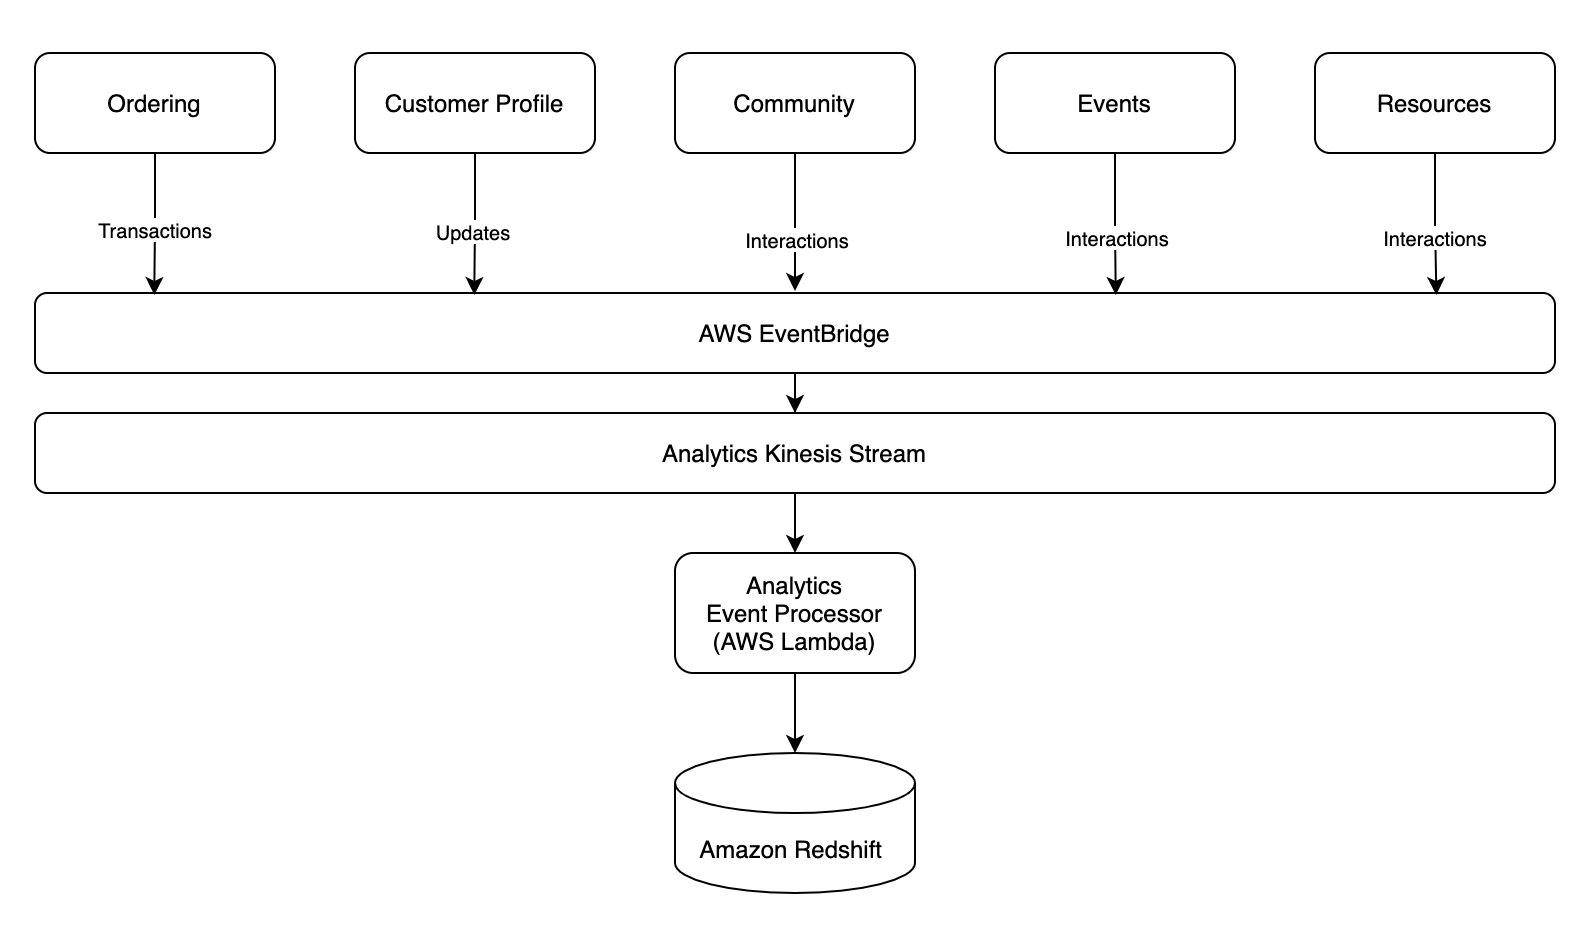 Ordering
Customer Profile
Community
Events
Resources
Transactions
Updates
Interactions
Interactions
Interactions
AWS EventBridge
Analytics Kinesis Stream
Analytics
Event Processor
(AWS Lambda)
Amazon Redshift